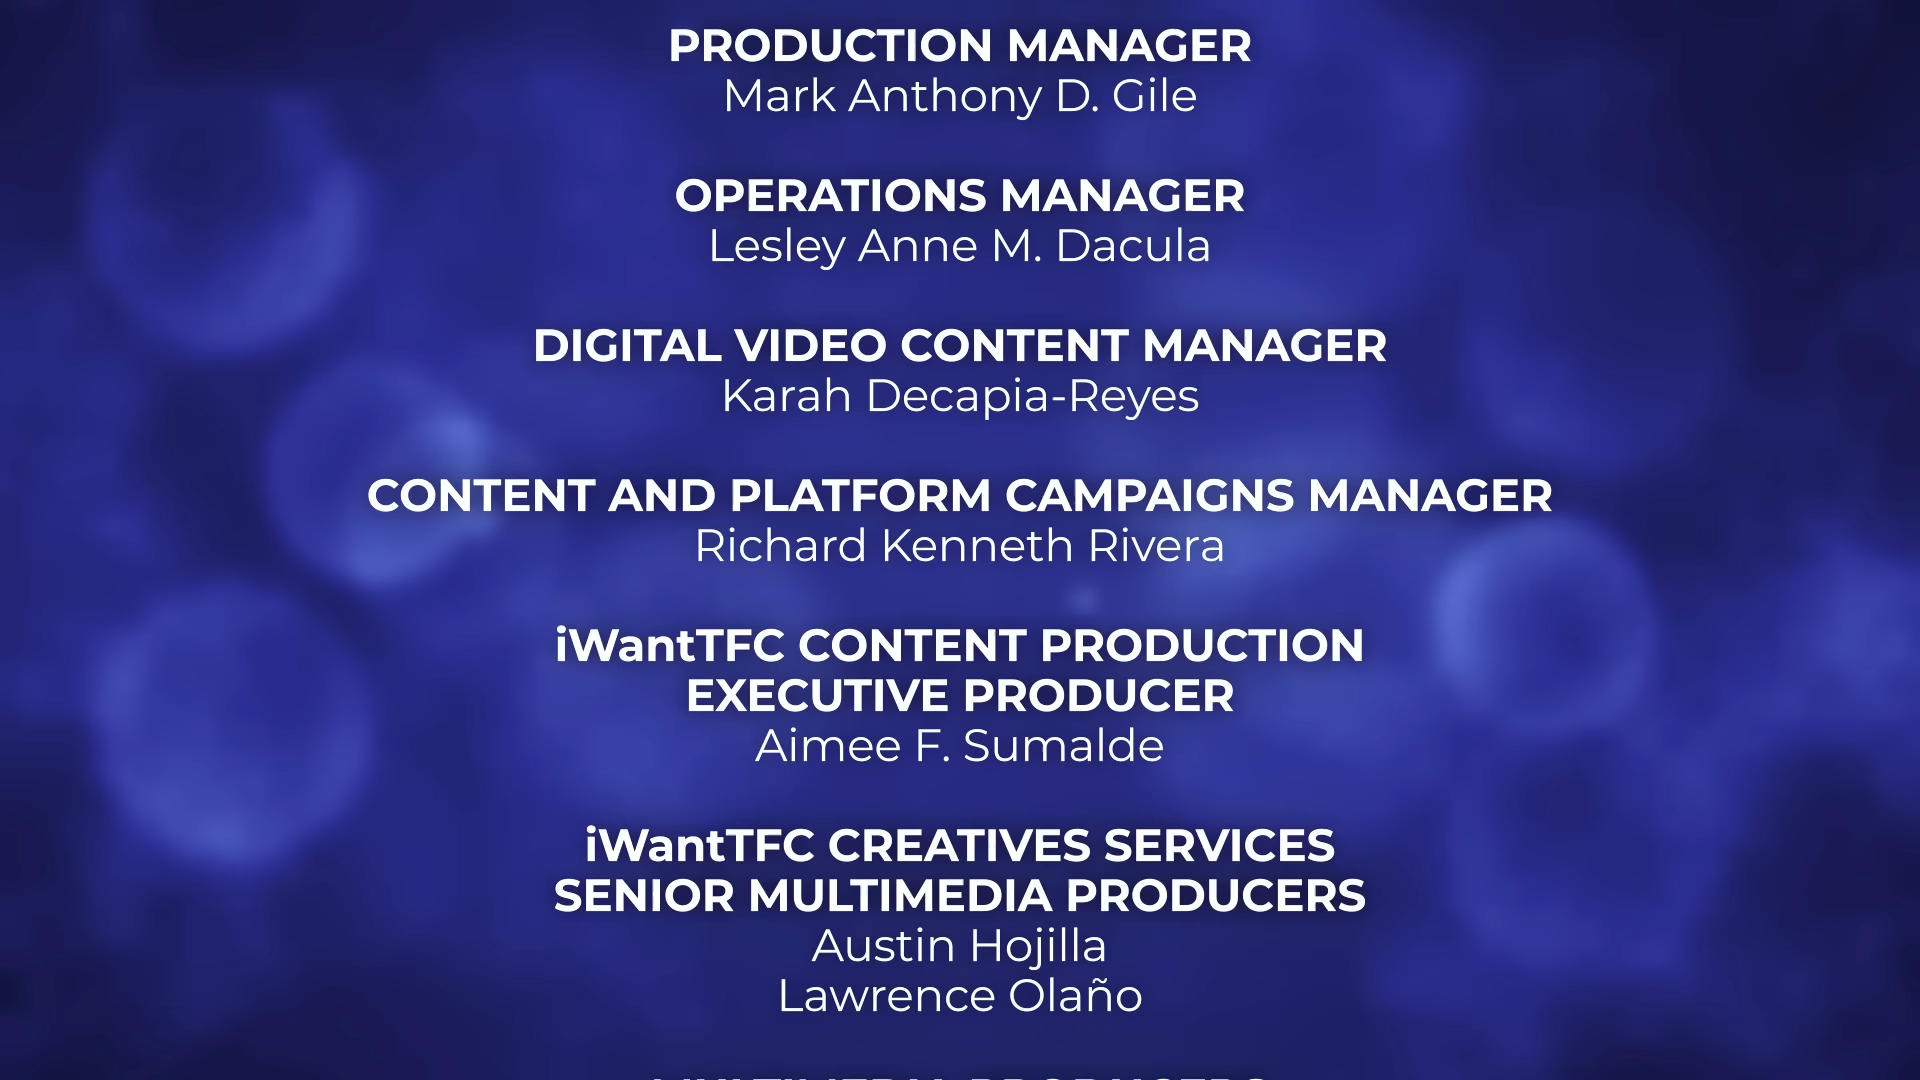 PRODUCTION MANAGER
Mark Anthony D. Gile
OPERATIONS MANAGER
Lesley Anne M. Dacula
DIGITAL VIDEO CONTENT MANAGER
Karah Decapia-Reyes
CONTENT AND PLATFORM CAMPAIGNS MANAGER
Richard Kenneth Rivera
iWantTFC CONTENT PRODUCTION
EXECUTIVE PRODUCER
Aimee F. Sumalde
iWantTFC CREATIVES SERVICES
SENIOR MULTIMEDIA PRODUCERS
Austin Hojilla
Lawrence Olaño